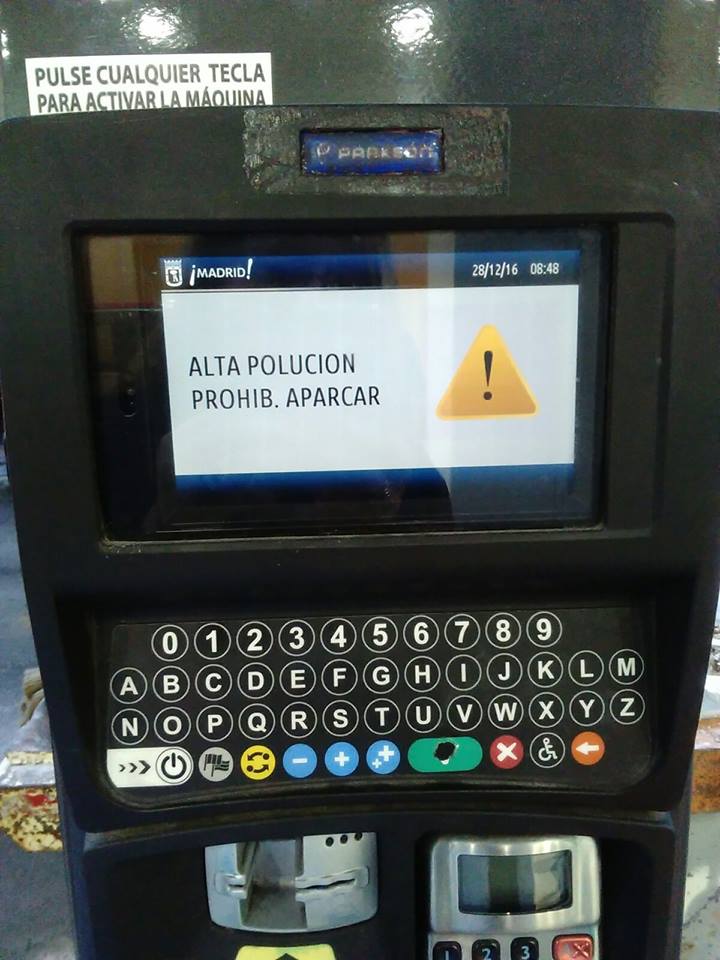 PULSE CUALQUIER TECLA
PARA ACTIVAR LA MÁQUINA
PARKEÓN
¡MADRID!
28/12/16 08:48
ALTA POLUCION
PROHIB. APARCAR
0 1 2 3 4 5 6 7 8 9
A B C D E F G H I J K L M
N O P Q R S T U V W X Y Z
1 2 3